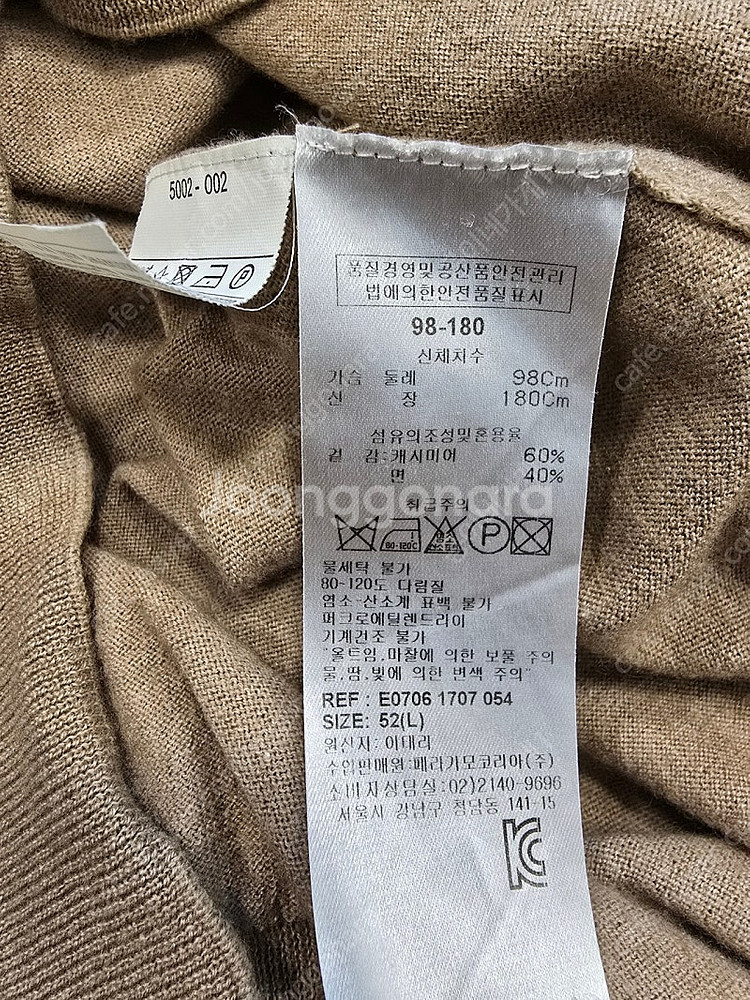 5002-002
품질경영및공산품안전관리
법에의한안전품질표시
98-180
신체치수
가슴 둘레 98Cm
신 장 180Cm
섬유의조성및혼용율
겉 감:캐시미어 60%
면 40%
취급주의
80-120℃
염소
산소표백
P
물세탁 불가
80~120도 다림질
염소~산소계 표백 불가
퍼크로에틸렌드라이
기계건조 불가
"올트임,마찰에 의한 보풀 주의
물,땀,빛에 의한 변색 주의"
REF : E0706 1707 054
SIZE: 52(L)
원산지: 이태리
수입판매원:페라가모코리아(주)
소비자상담실:02)2140-9696
서울시 강남구 청담동 141-15
Joonggonara